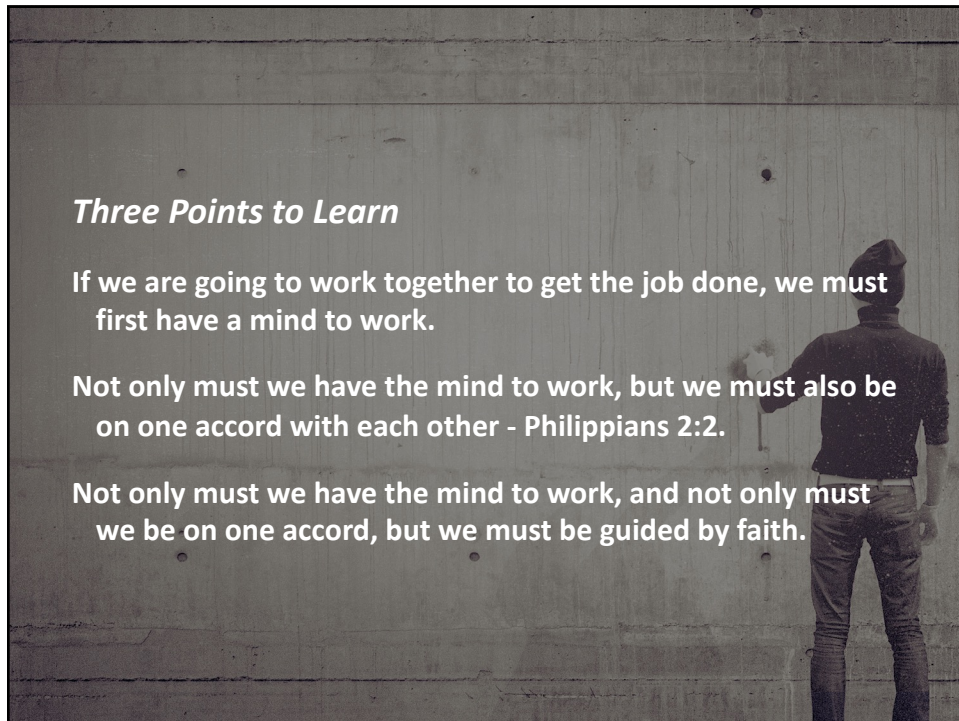 Three Points to Learn
If we are going to work together to get the job done, we must
first have a mind to work.
Not only must we have the mind to work, but we must also be
on one accord with each other - Philippians 2:2.
Not only must we have the mind to work, and not only must
we be on one accord, but we must be guided by faith.